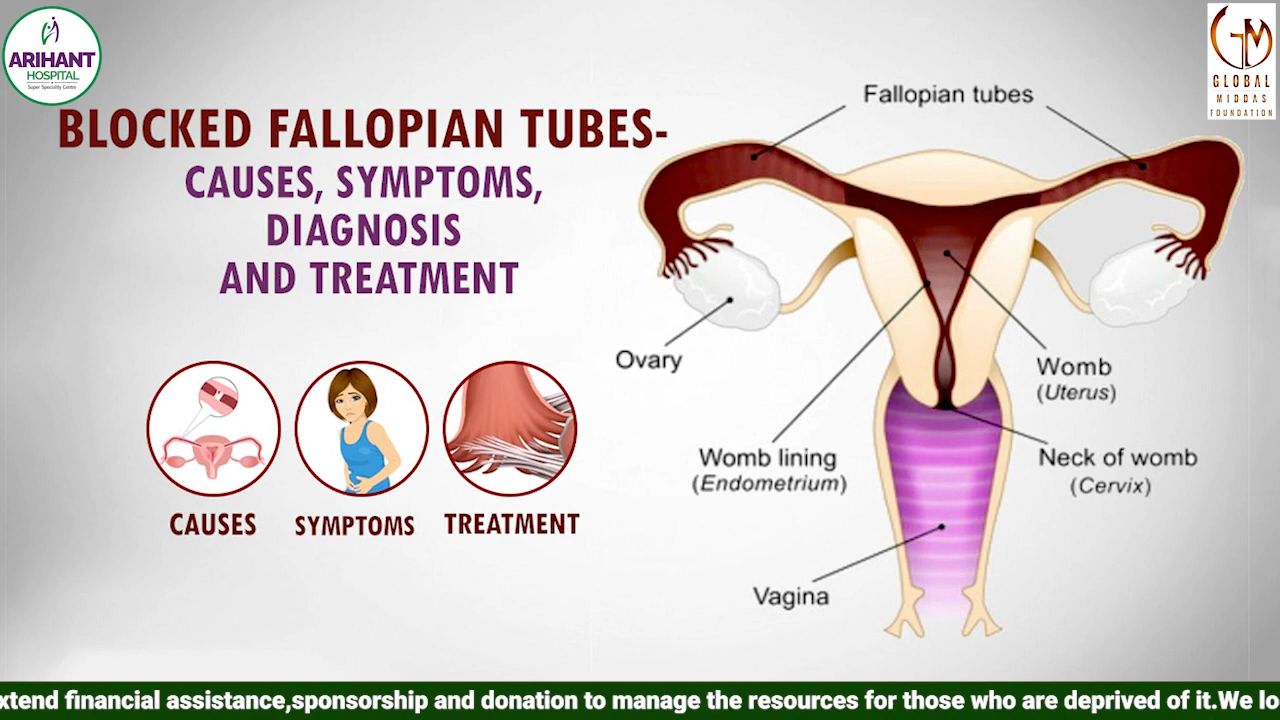 ARIHANT
HOSPITAL
Super Speciality Centre
GLOBAL
MIDDAS
FOUNDATION
BLOCKED FALLOPIAN TUBES-
CAUSES, SYMPTOMS,
DIAGNOSIS
AND TREATMENT
CAUSES
SYMPTOMS
TREATMENT
Fallopian tubes
Ovary
Womb
(Uterus)
Womb lining
(Endometrium)
Neck of womb
(Cervix)
Vagina
xtend financial assistance,sponsorship and donation to manage the resources for those who are deprived of it.We lo